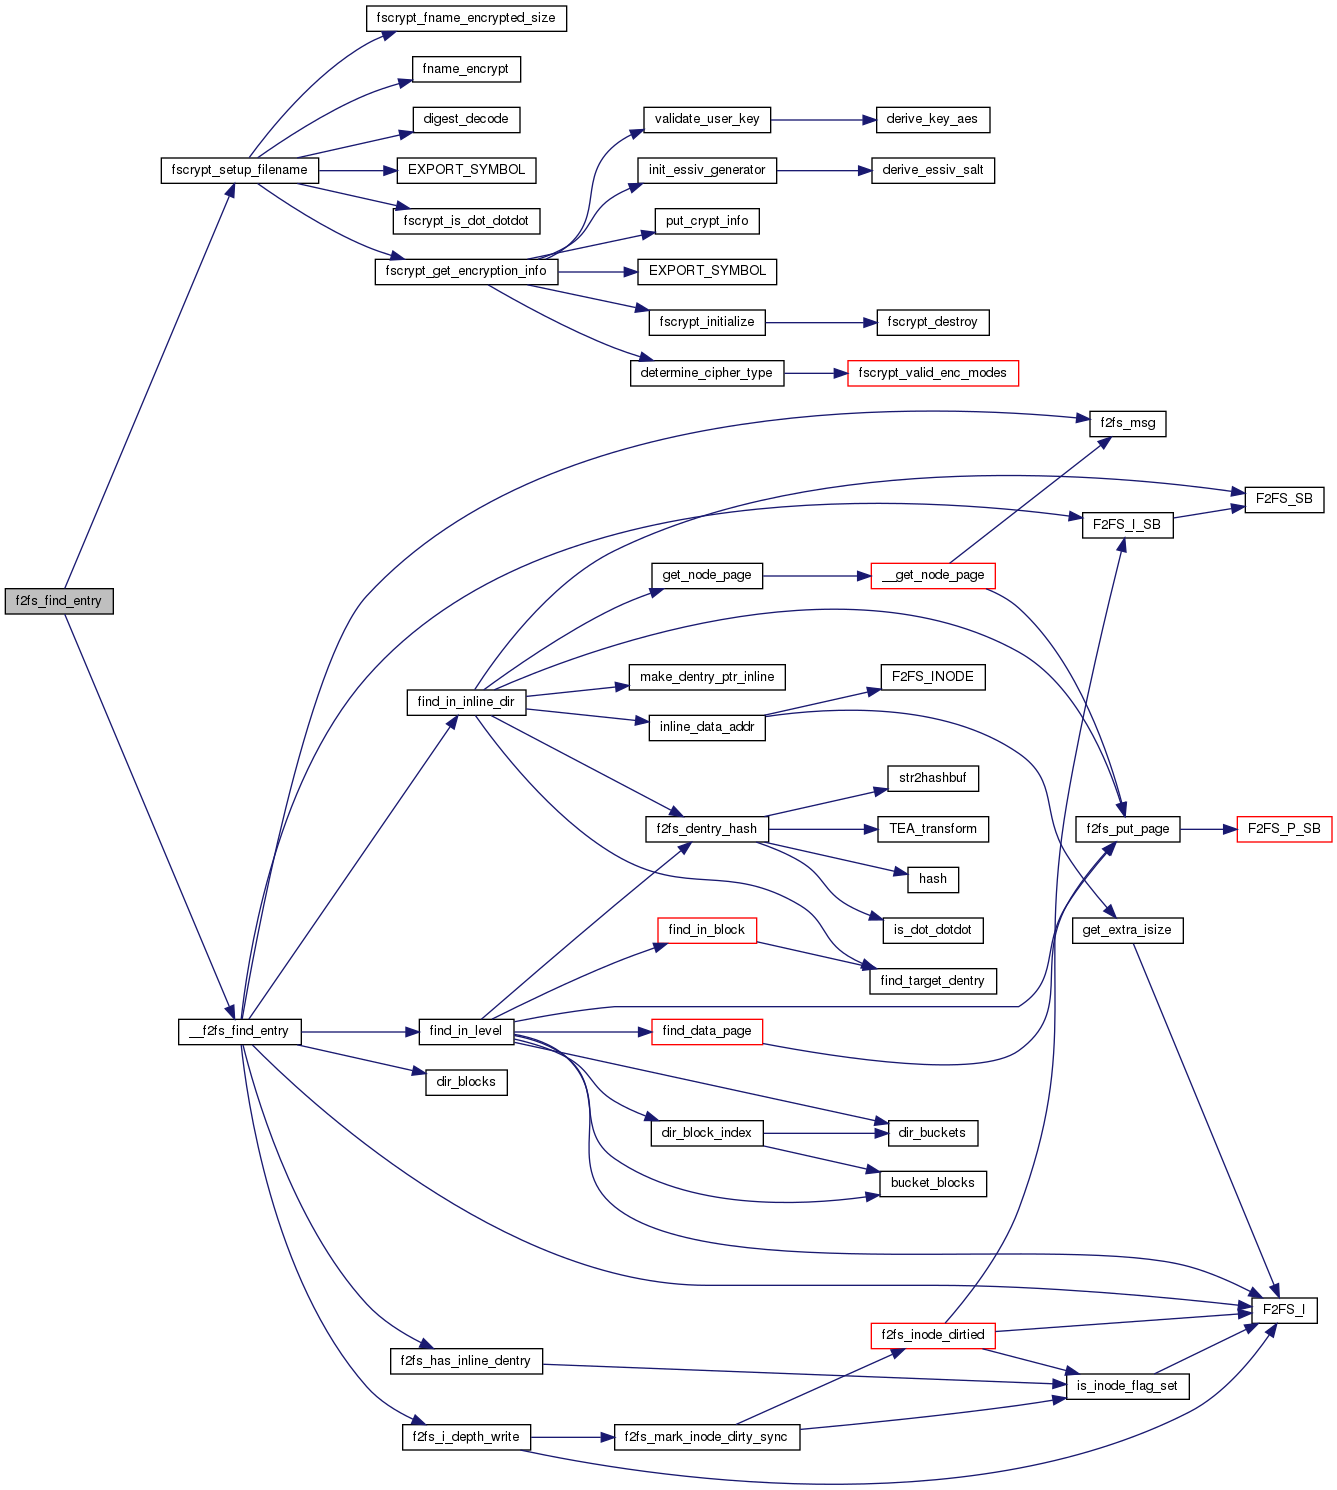 fscrypt_fname_encrypted_size
fname_encrypt
digest_decode
validate_user_key
derive_key_aes
fscrypt_setup_filename
EXPORT_SYMBOL
init_essiv_generator
derive_essiv_salt
fscrypt_is_dot_dotdot
put_crypt_info
fscrypt_get_encryption_info
EXPORT_SYMBOL
fscrypt_initialize
fscrypt_destroy
determine_cipher_type
fscrypt_valid_enc_modes
f2fs_msg
F2FS_SB
F2FS_I_SB
get_node_page
__get_node_page
f2fs_find_entry
make_dentry_ptr_inline
F2FS_INODE
find_in_inline_dir
inline_data_addr
str2hashbuf
f2fs_dentry_hash
TEA_transform
f2fs_put_page
F2FS_P_SB
hash
find_in_block
is_dot_dotdot
get_extra_isize
find_target_dentry
__f2fs_find_entry
find_in_level
find_data_page
dir_blocks
dir_block_index
dir_buckets
bucket_blocks
F2FS_I
f2fs_inode_dirtied
f2fs_has_inline_dentry
is_inode_flag_set
f2fs_i_depth_write
f2fs_mark_inode_dirty_sync